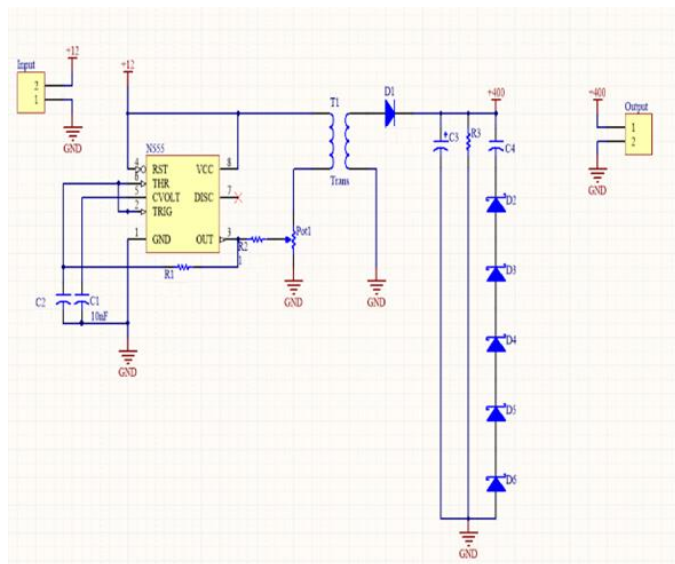 Input
+12
2
1
GND
+12
N555
4
RST
VCC
8
6
THR
5
CVOLT
DISC
7
2
TRIG
1
GND
OUT
3
R2
1
R1
C2
C1
10nF
GND
T1
Trans
Pot1
GND
GND
D1
C3
R3
+400
C4
D2
D3
D4
D5
D6
GND
+400
Output
1
2
GND